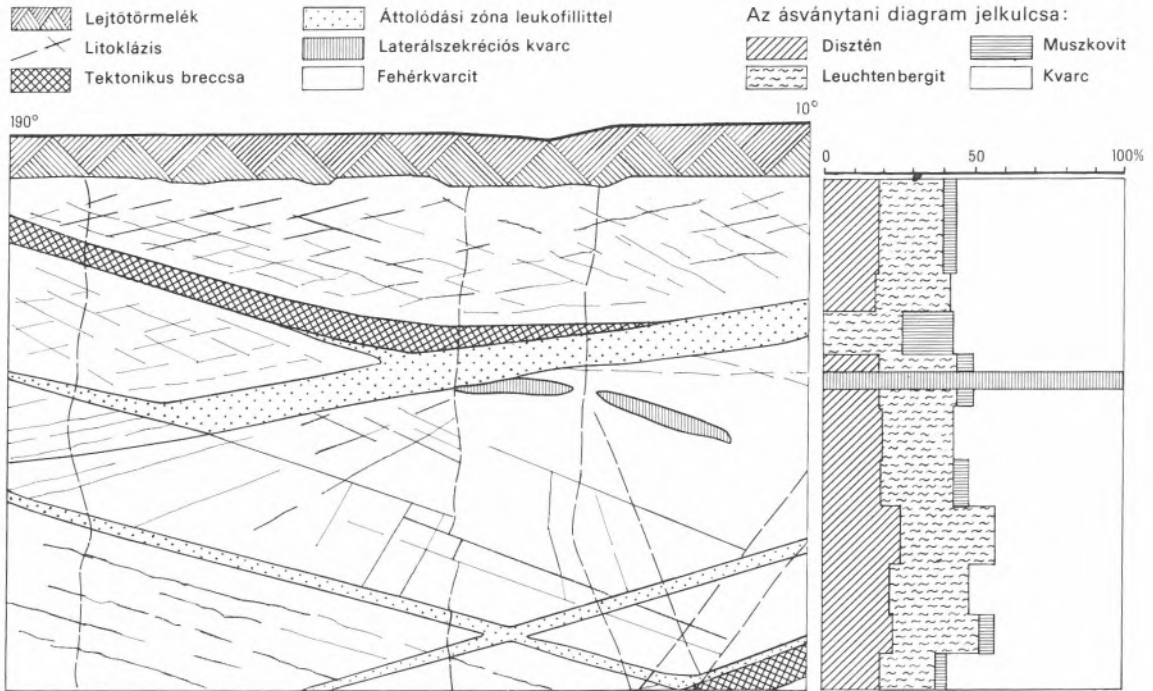 Lejtőtörmelék
Litoklázis
Tektonikus breccsa
Áttolódási zóna leukofillittel
Laterálszekréciós kvarc
Fehérkvarcit
Az ásványtani diagram jelkulcsa:
Disztén
Leuchtenbergit
Muszkovit
Kvarc
190°
10°
0 50 100%